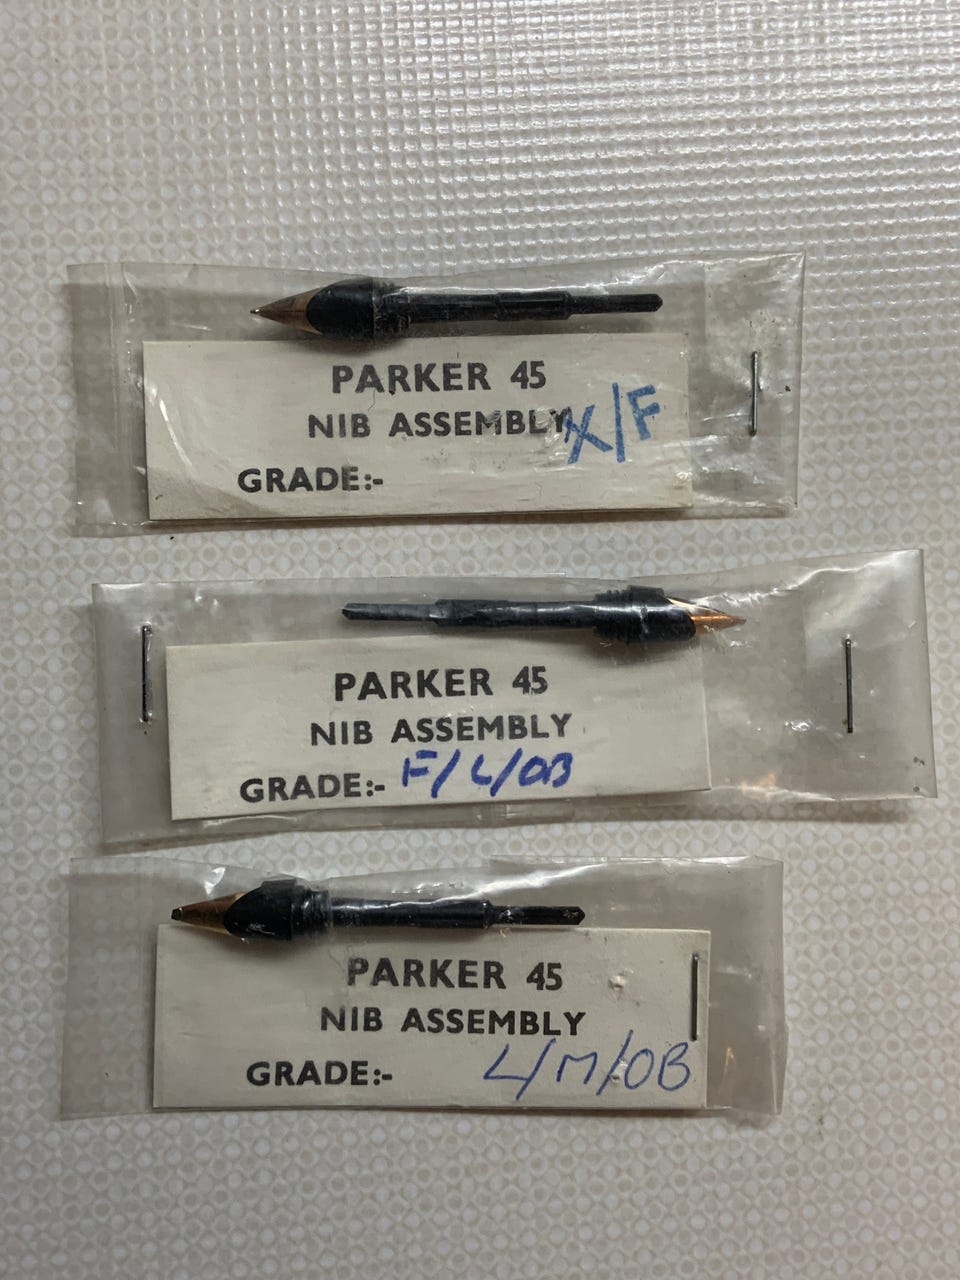 PARKER 45
NIB ASSEMBLY X/F
GRADE:-
PARKER 45
NIB ASSEMBLY
GRADE:- F/L/OB
PARKER 45
NIB ASSEMBLY
GRADE:- L/M/OB